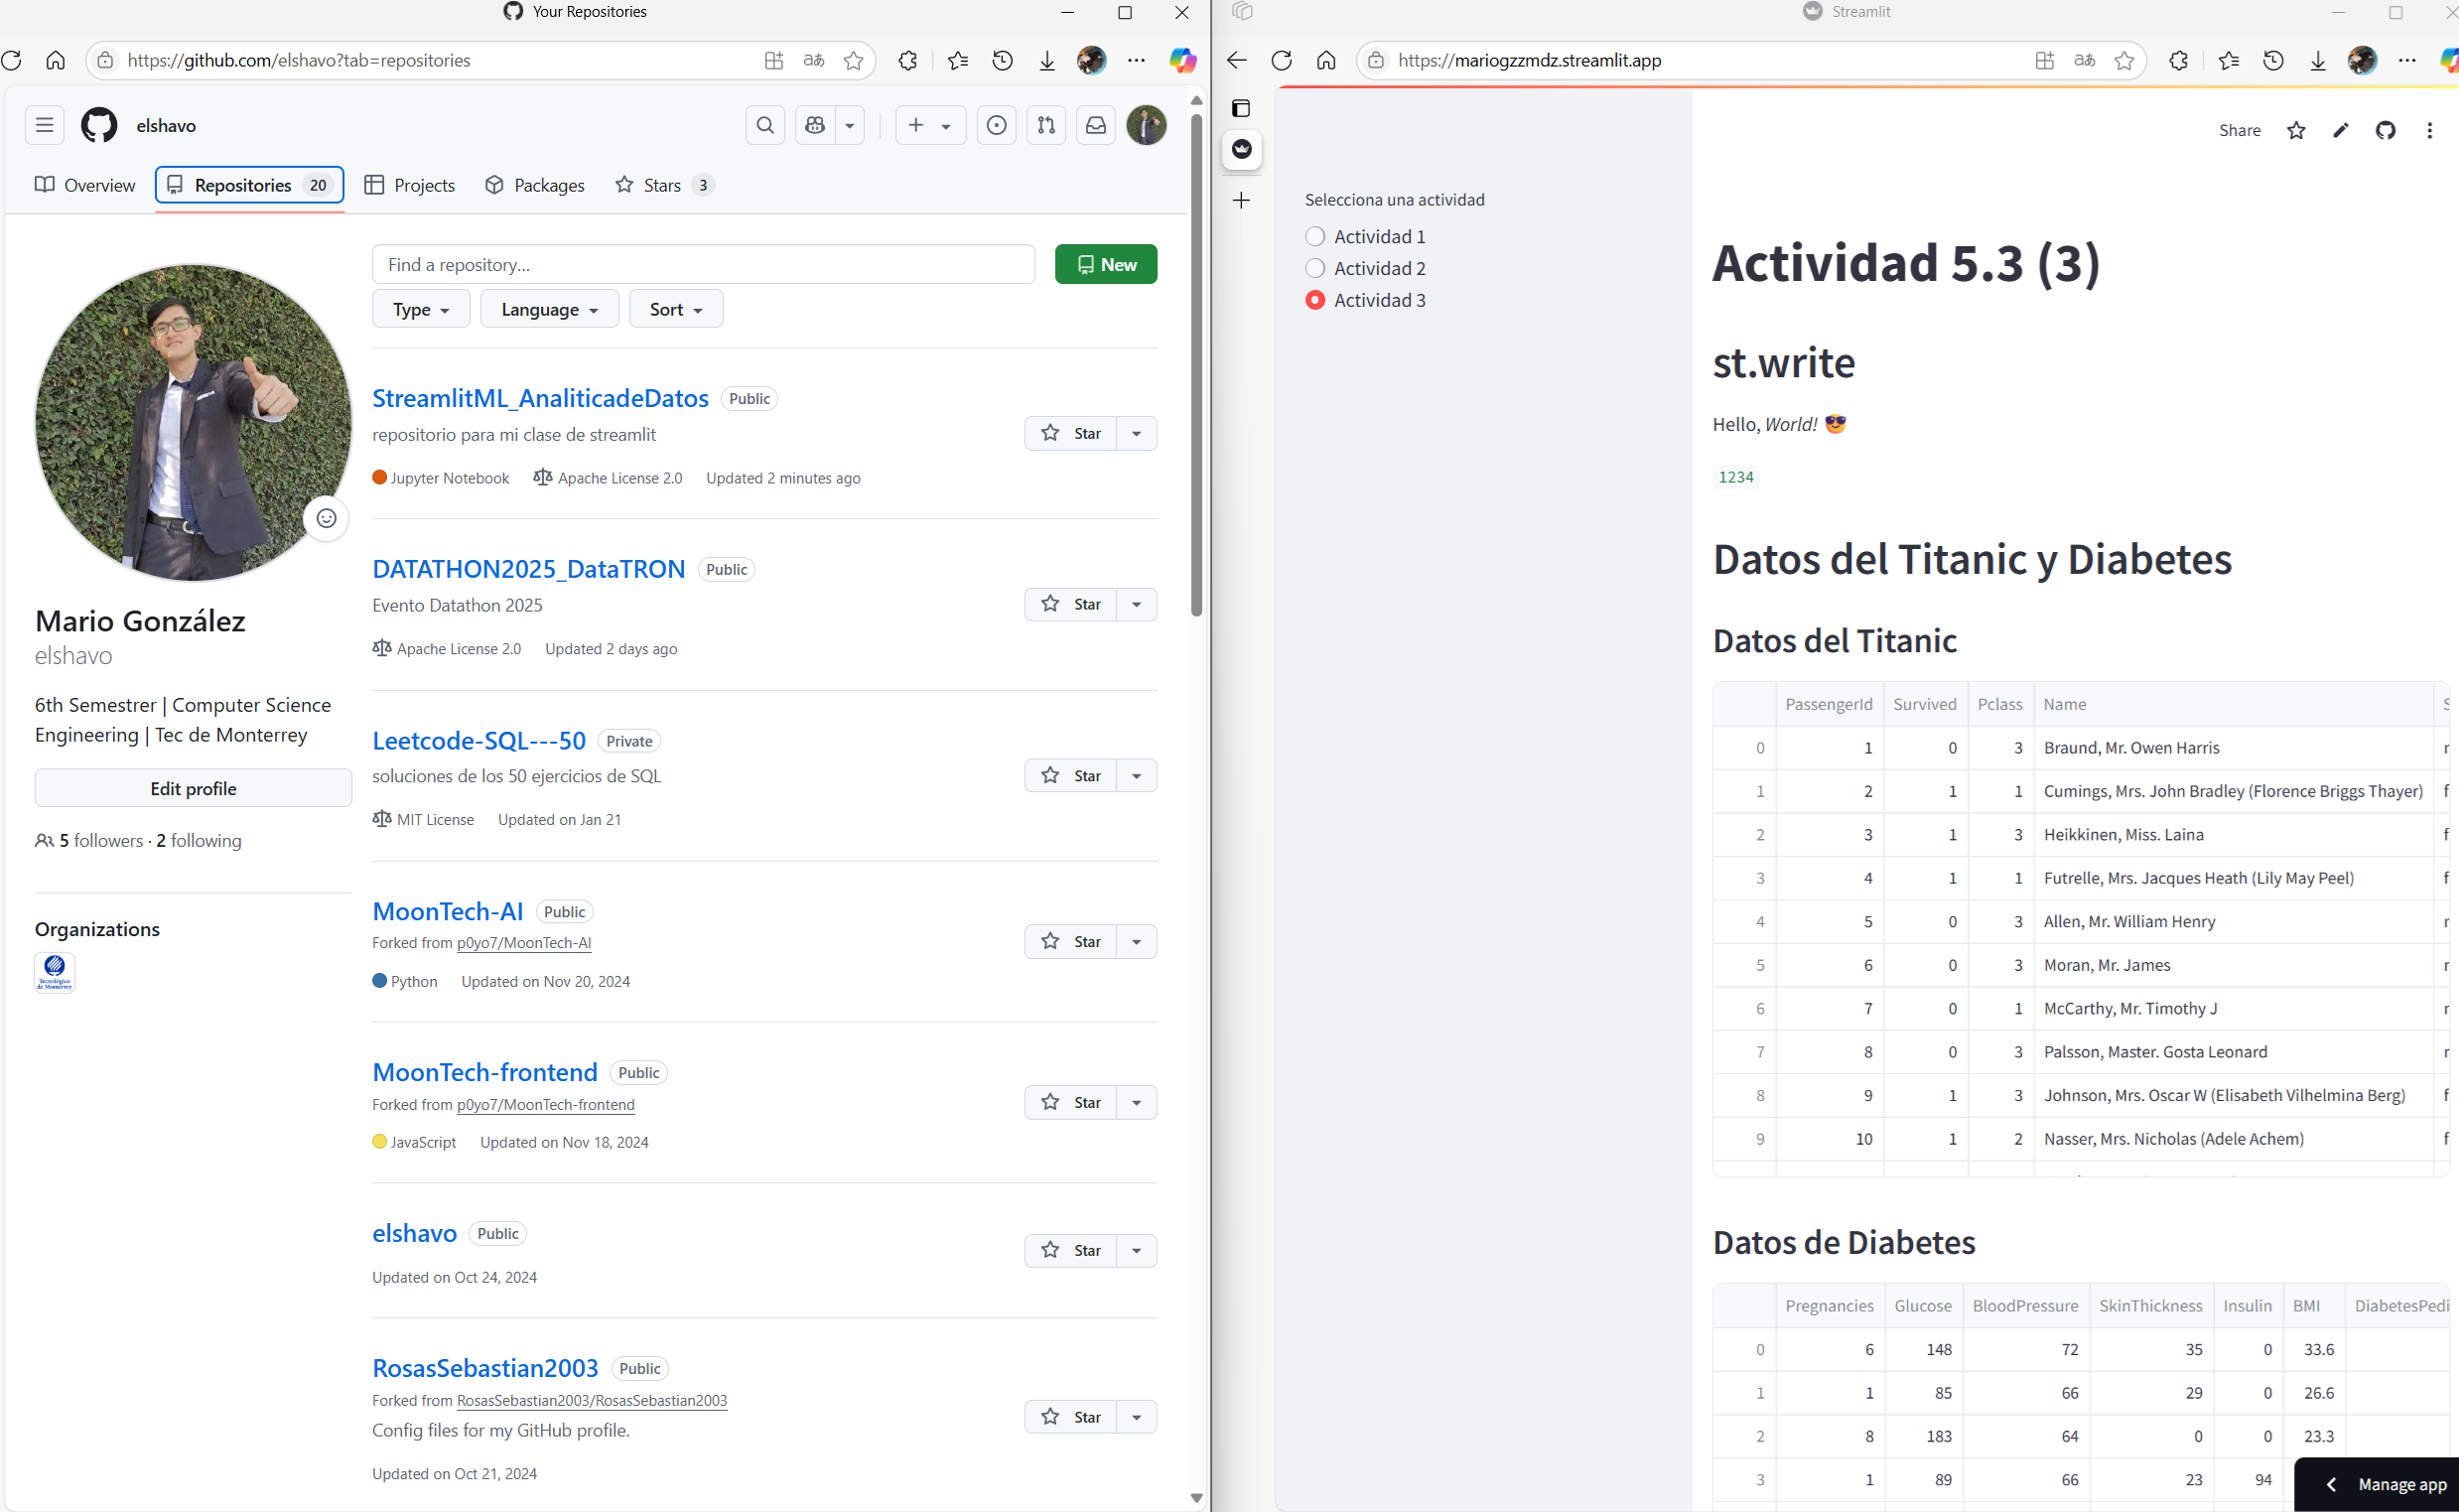 Your Repositories
https://github.com/elshavo?tab=repositories
elshavo
Overview
Repositories 20
Projects
Packages
Stars 3
Find a repository...
New
Type
Language
Sort
StreamlitML_AnaliticadeDatos Public
repositorio para mi clase de streamlit
Star
Jupyter Notebook Apache License 2.0 Updated 2 minutes ago
DATATHON2025_DataTRON Public
Evento Datathon 2025
Star
Apache License 2.0 Updated 2 days ago
Mario González
elshavo
6th Semestrer | Computer Science
Engineering | Tec de Monterrey
Edit profile
5 followers · 2 following
Organizations
Tecnológico
de Monterrey
Leetcode-SQL---50 Private
soluciones de los 50 ejercicios de SQL
Star
MIT License Updated on Jan 21
MoonTech-AI Public
Forked from p0yo7/MoonTech-AI
Star
Python Updated on Nov 20, 2024
MoonTech-frontend Public
Forked from p0yo7/MoonTech-frontend
Star
JavaScript Updated on Nov 18, 2024
elshavo Public
Star
Updated on Oct 24, 2024
RosasSebastian2003 Public
Forked from RosasSebastian2003/RosasSebastian2003
Star
Config files for my GitHub profile.
Updated on Oct 21, 2024
Streamlit
https://mariogzzmdz.streamlit.app
Share
Selecciona una actividad
Actividad 1
Actividad 2
Actividad 3
Actividad 5.3 (3)
st.write
Hello, World! 😎
1234
Datos del Titanic y Diabetes
Datos del Titanic
PassengerId Survived Pclass Name
0 1 0 3 Braund, Mr. Owen Harris
1 2 1 1 Cumings, Mrs. John Bradley (Florence Briggs Thayer)
2 3 1 3 Heikkinen, Miss. Laina
3 4 1 1 Futrelle, Mrs. Jacques Heath (Lily May Peel)
4 5 0 3 Allen, Mr. William Henry
5 6 0 3 Moran, Mr. James
6 7 0 1 McCarthy, Mr. Timothy J
7 8 0 3 Palsson, Master. Gosta Leonard
8 9 1 3 Johnson, Mrs. Oscar W (Elisabeth Vilhelmina Berg)
9 10 1 2 Nasser, Mrs. Nicholas (Adele Achem)
Datos de Diabetes
Pregnancies Glucose BloodPressure SkinThickness Insulin BMI DiabetesPedi
0 6 148 72 35 0 33.6
1 1 85 66 29 0 26.6
2 8 183 64 0 0 23.3
3 1 89 66 23 94
Manage app